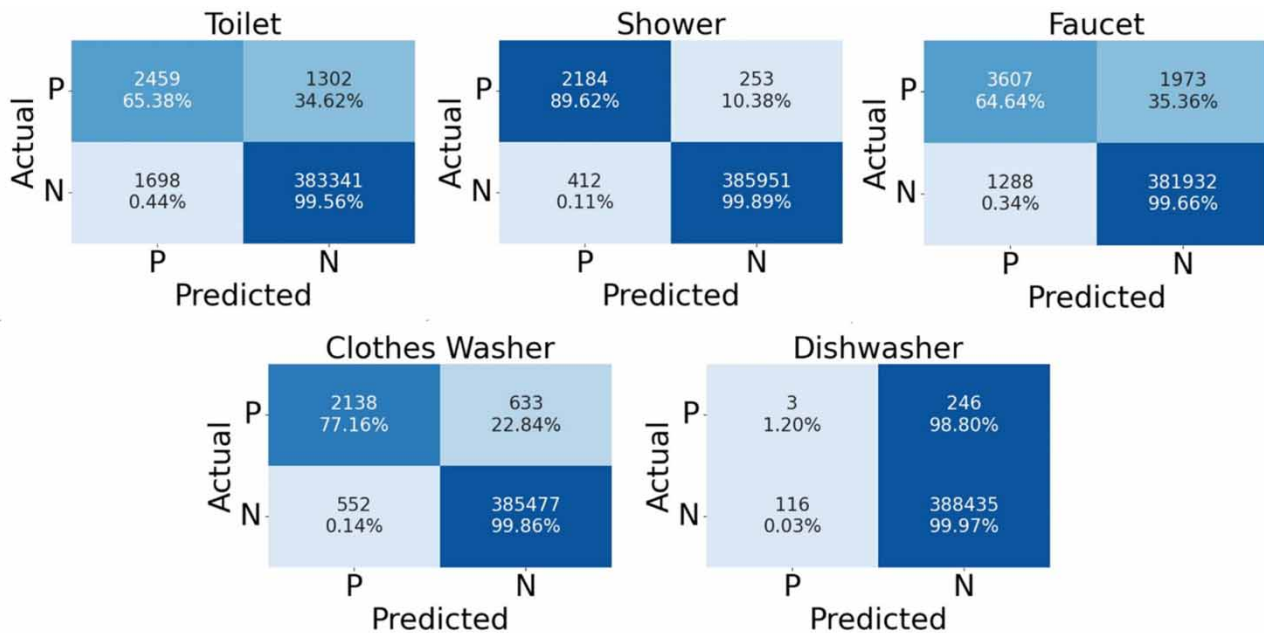 Toilet
Actual
P
2459
65.38%
1302
34.62%
N
1698
0.44%
383341
99.56%
P
N
Predicted
Shower
Actual
P
2184
89.62%
253
10.38%
N
412
0.11%
385951
99.89%
P
N
Predicted
Faucet
Actual
P
3607
64.64%
1973
35.36%
N
1288
0.34%
381932
99.66%
P
N
Predicted
Clothes Washer
Actual
P
2138
77.16%
633
22.84%
N
552
0.14%
385477
99.86%
P
N
Predicted
Dishwasher
Actual
P
3
1.20%
246
98.80%
N
116
0.03%
388435
99.97%
P
N
Predicted